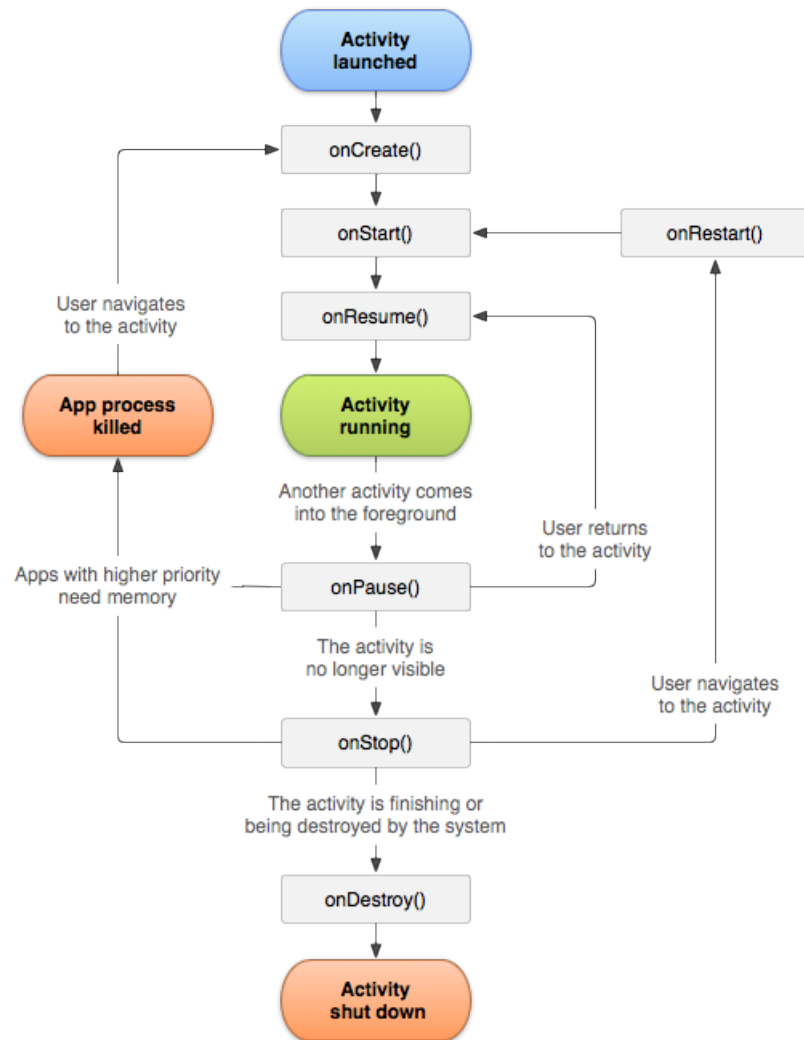 Activity
launched
onCreate()
onStart()
onRestart()
User navigates
to the activity
onResume()
App process
killed
Activity
running
Another activity comes
into the foreground
User returns
to the activity
Apps with higher priority
need memory
onPause()
The activity is
no longer visible
User navigates
to the activity
onStop()
The activity is finishing or
being destroyed by the system
onDestroy()
Activity
shut down